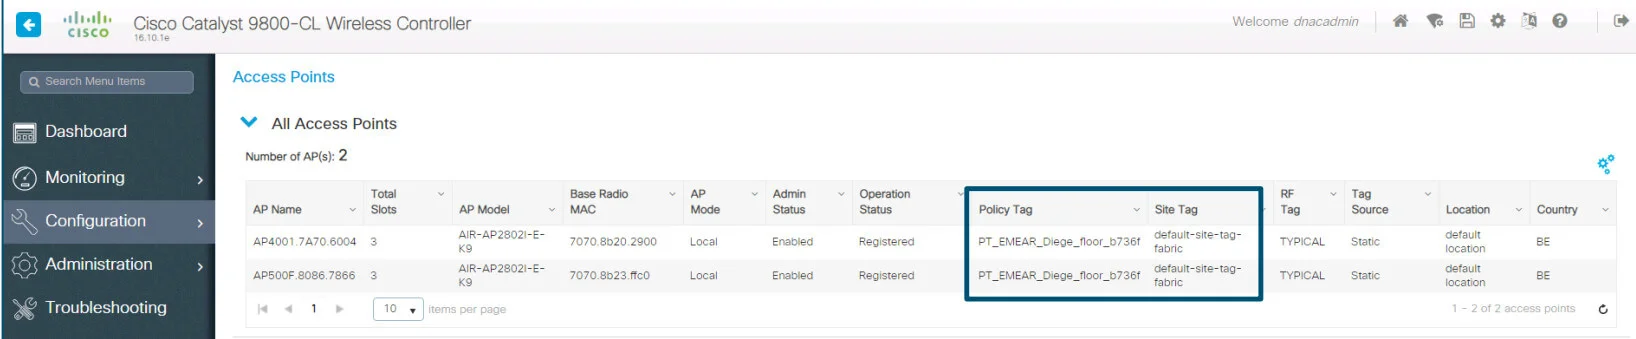 CISCO
Cisco Catalyst 9800-CL Wireless Controller
16.10.1e
Welcome dnacadmin
Search Menu Items
Dashboard
Monitoring
Configuration
Administration
Troubleshooting
Access Points
All Access Points
Number of AP(s): 2
AP Name Total Slots AP Model Base Radio MAC AP Mode Admin Status Operation Status Policy Tag Site Tag RF Tag Tag Source Location Country
AP4001.7A70.6004 3 AIR-AP2802I-E-K9 7070.8b20.2900 Local Enabled Registered PT_EMEAR_Diege_floor_b736f default-site-tag-fabric TYPICAL Static default location BE
AP500F.8086.7866 3 AIR-AP2802I-E-K9 7070.8b23.ffc0 Local Enabled Registered PT_EMEAR_Diege_floor_b736f default-site-tag-fabric TYPICAL Static default location BE
1 10 items per page 1 - 2 of 2 access points